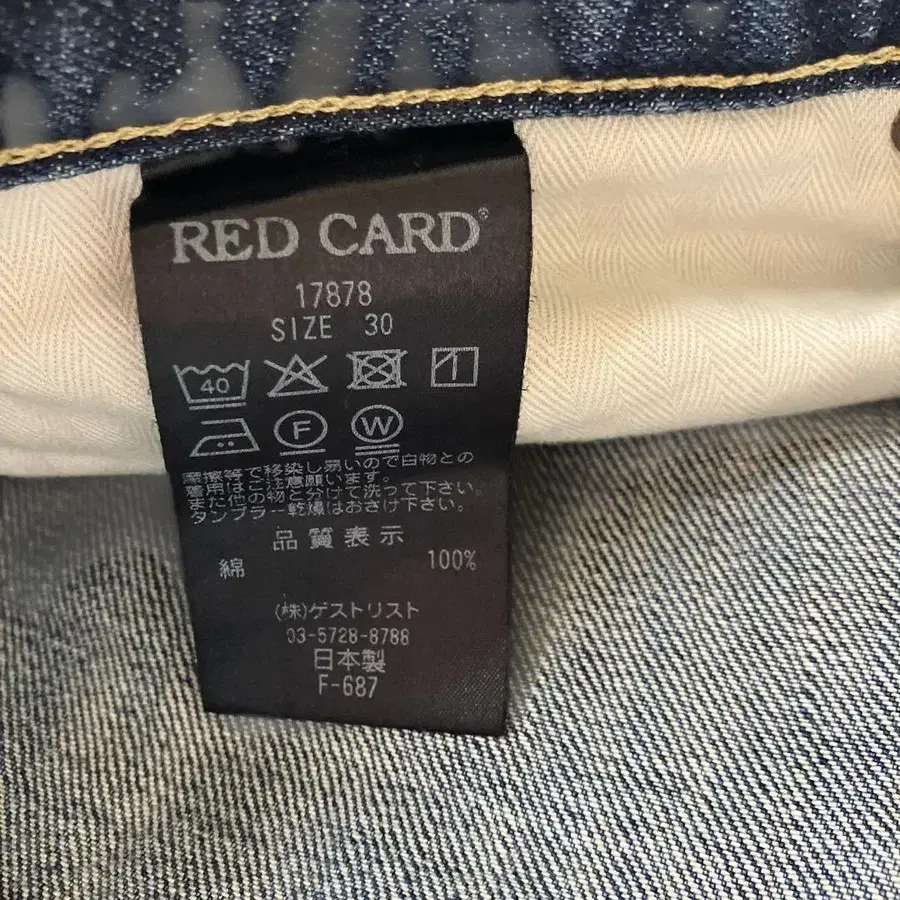 RED CARD®
17878
SIZE 30
40
F W
摩擦等で移染し易いので白物との
着用はご注意願います。
また他の物と分けて洗って下さい。
タンブラー乾燥はおさけ下さい。
品質表示
綿 100%
(株)ゲストリスト
03-5728-8788
日本製
F-687